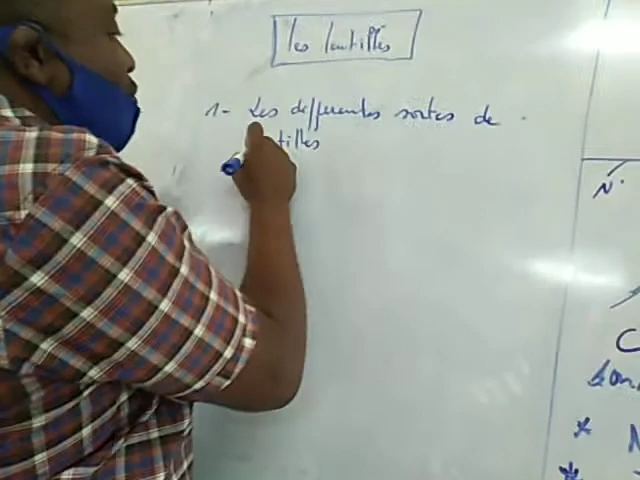 Les lentilles
1- Les differentes sortes de
tilles
N°
C
*
N
*